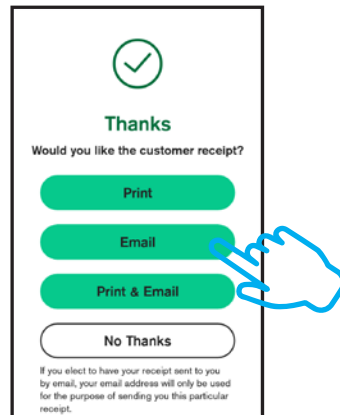 Thanks
Would you like the customer receipt?
Print
Email
Print & Email
No Thanks
If you elect to have your receipt sent to you
by email, your email address will only be used
for the purpose of sending you this particular
receipt.